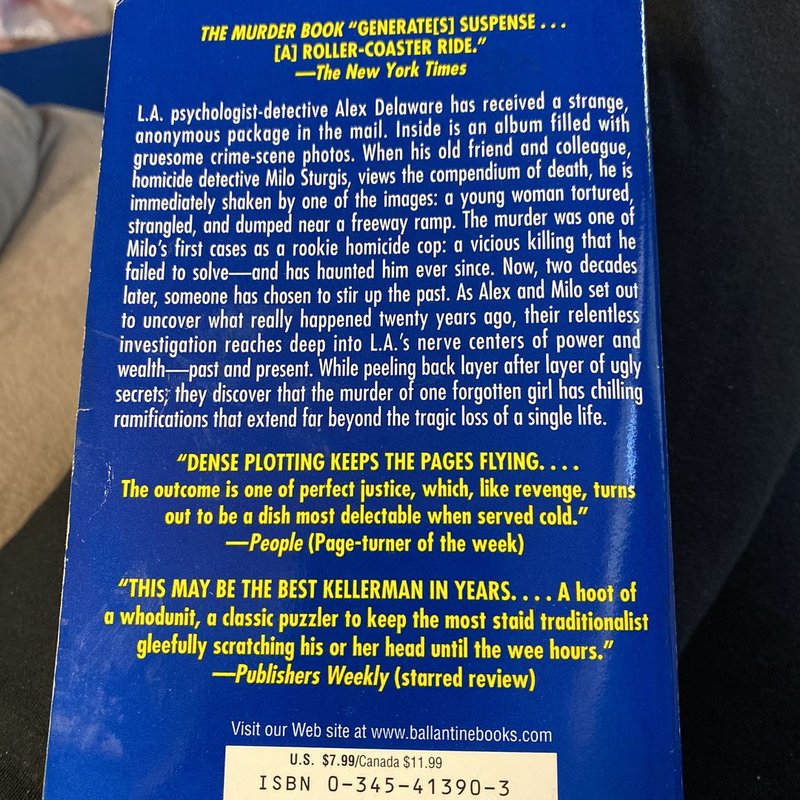 THE MURDER BOOK “GENERATE[S] SUSPENSE . . .
[A] ROLLER-COASTER RIDE.”
—The New York Times
L.A. psychologist-detective Alex Delaware has received a strange,
anonymous package in the mail. Inside is an album filled with
gruesome crime-scene photos. When his old friend and colleague,
homicide detective Milo Sturgis, views the compendium of death, he is
immediately shaken by one of the images: a young woman tortured,
strangled, and dumped near a freeway ramp. The murder was one of
Milo’s first cases as a rookie homicide cop: a vicious killing that he
failed to solve—and has haunted him ever since. Now, two decades
later, someone has chosen to stir up the past. As Alex and Milo set out
to uncover what really happened twenty years ago, their relentless
investigation reaches deep into L.A.’s nerve centers of power and
wealth—past and present. While peeling back layer after layer of ugly
secrets, they discover that the murder of one forgotten girl has chilling
ramifications that extend far beyond the tragic loss of a single life.
“DENSE PLOTTING KEEPS THE PAGES FLYING. . . .
The outcome is one of perfect justice, which, like revenge, turns
out to be a dish most delectable when served cold.”
—People (Page-turner of the week)
“THIS MAY BE THE BEST KELLERMAN IN YEARS. . . . A hoot of
a whodunit, a classic puzzler to keep the most staid traditionalist
gleefully scratching his or her head until the wee hours.”
—Publishers Weekly (starred review)
Visit our Web site at www.ballantinebooks.com
U.S. $7.99/Canada $11.99
ISBN 0-345-41390-3